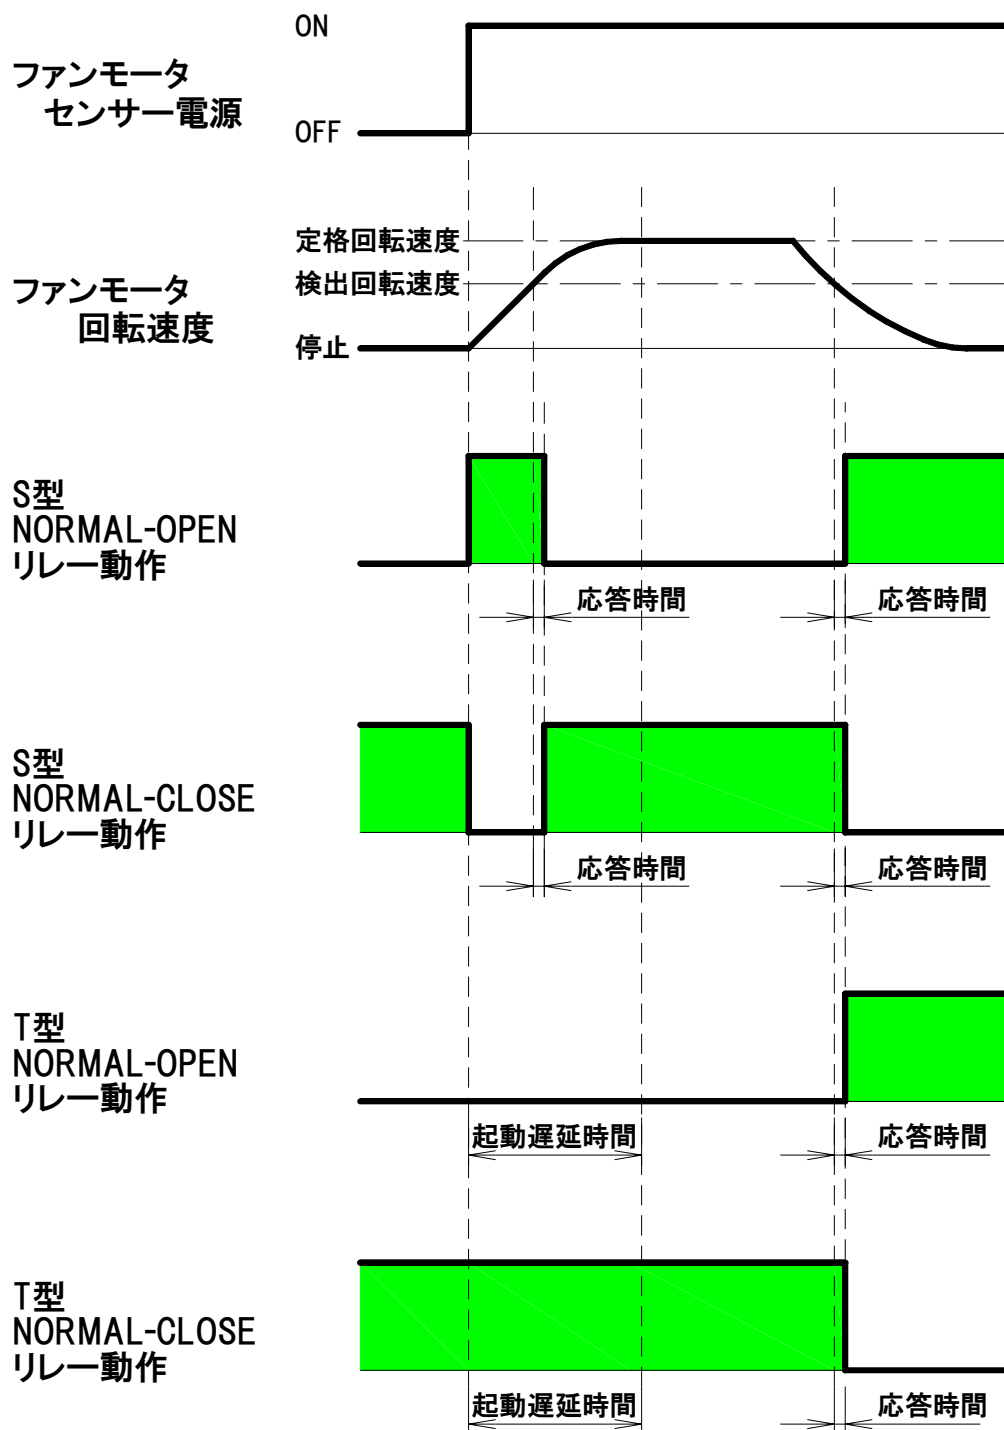 ON
ファンモータ
センサー電源
OFF
定格回転速度
検出回転速度
ファンモータ
回転速度
停止
S型
NORMAL-OPEN
リレー動作
応答時間
応答時間
S型
NORMAL-CLOSE
リレー動作
応答時間
応答時間
T型
NORMAL-OPEN
リレー動作
起動遅延時間
応答時間
T型
NORMAL-CLOSE
リレー動作
起動遅延時間
応答時間